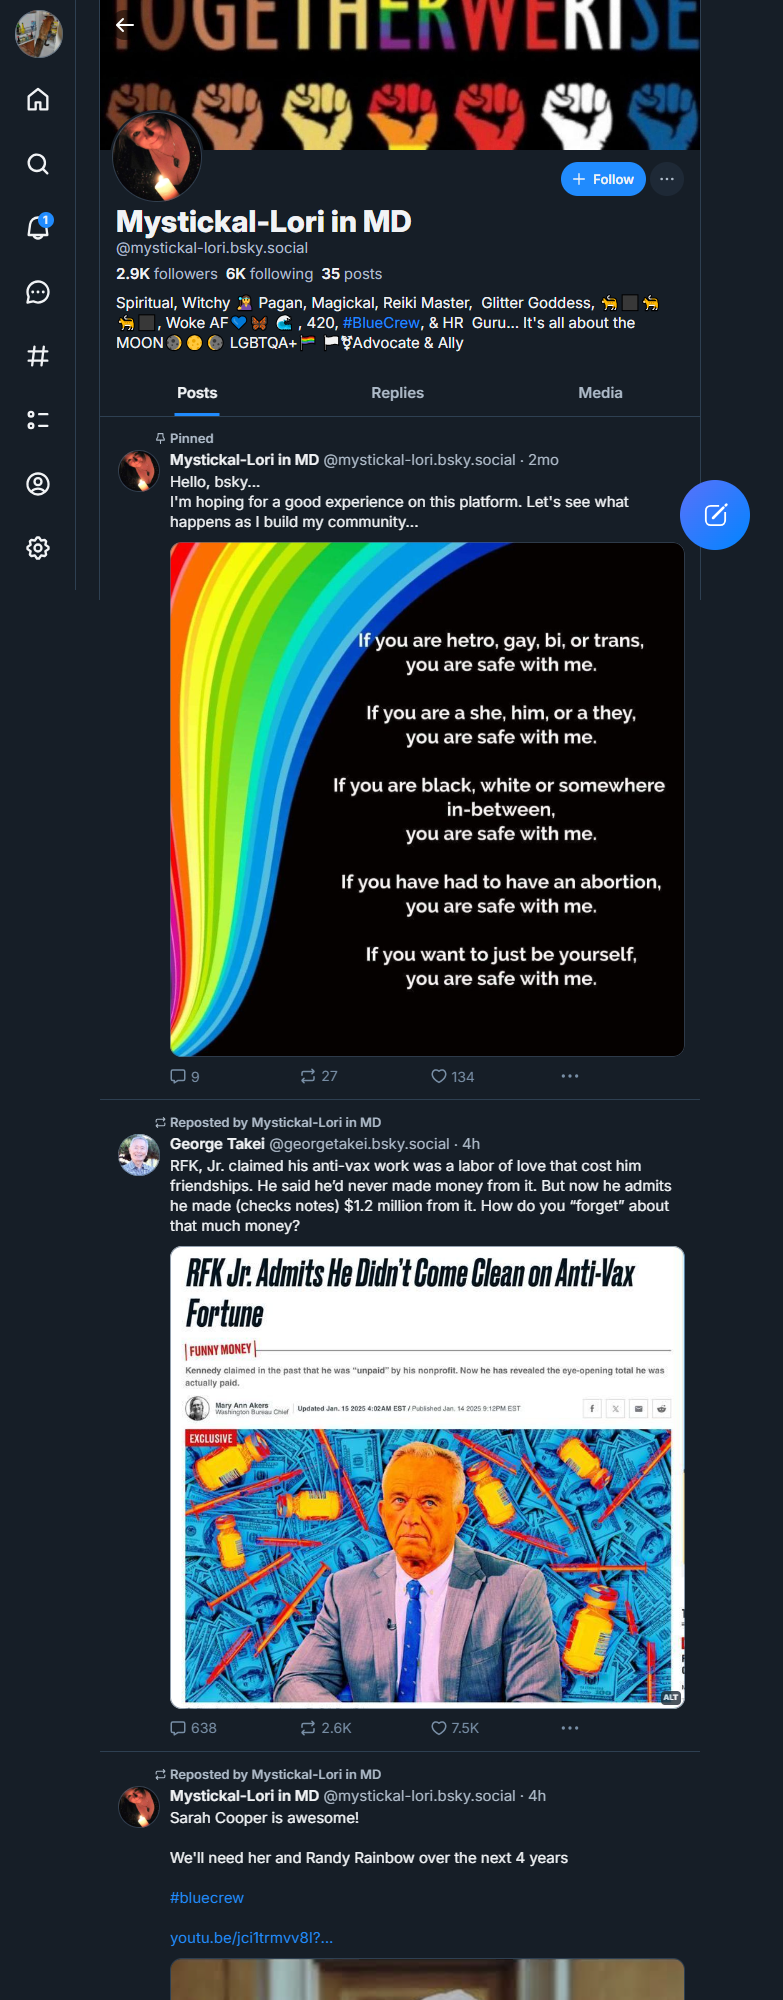 TOGETHERWERISE
Follow
Mystickal-Lori in MD
@mystickal-lori.bsky.social
2.9K followers 6K following 35 posts
Spiritual, Witchy 🧝‍♀️ Pagan, Magickal, Reiki Master, Glitter Goddess, 🐈⬛🐈
🐈⬛, Woke AF💙 🦋 🌊 , 420, #BlueCrew, & HR Guru... It's all about the
MOON🌒🌕🌘 LGBTQA+🏳️‍🌈 🏳️⚧Advocate & Ally
1
Posts Replies Media
Pinned
Mystickal-Lori in MD @mystickal-lori.bsky.social · 2mo
Hello, bsky...
I'm hoping for a good experience on this platform. Let's see what
happens as I build my community...
If you are hetro, gay, bi, or trans,
you are safe with me.
If you are a she, him, or a they,
you are safe with me.
If you are black, white or somewhere
in-between,
you are safe with me.
If you have had to have an abortion,
you are safe with me.
If you want to just be yourself,
you are safe with me.
9 27 134
Reposted by Mystickal-Lori in MD
George Takei @georgetakei.bsky.social · 4h
RFK, Jr. claimed his anti-vax work was a labor of love that cost him
friendships. He said he’d never made money from it. But now he admits
he made (checks notes) $1.2 million from it. How do you “forget” about
that much money?
RFK Jr. Admits He Didn’t Come Clean on Anti-Vax
Fortune
FUNNY MONEY
Kennedy claimed in the past that he was “unpaid” by his nonprofit. Now he has revealed the eye-opening total he was
actually paid.
Mary Ann Akers
Washington Bureau Chief
Updated Jan. 15 2025 4:02AM EST / Published Jan. 14 2025 9:12PM EST
EXCLUSIVE
ALT
638 2.6K 7.5K
Reposted by Mystickal-Lori in MD
Mystickal-Lori in MD @mystickal-lori.bsky.social · 4h
Sarah Cooper is awesome!
We'll need her and Randy Rainbow over the next 4 years
#bluecrew
youtu.be/jci1trmvv8I?...